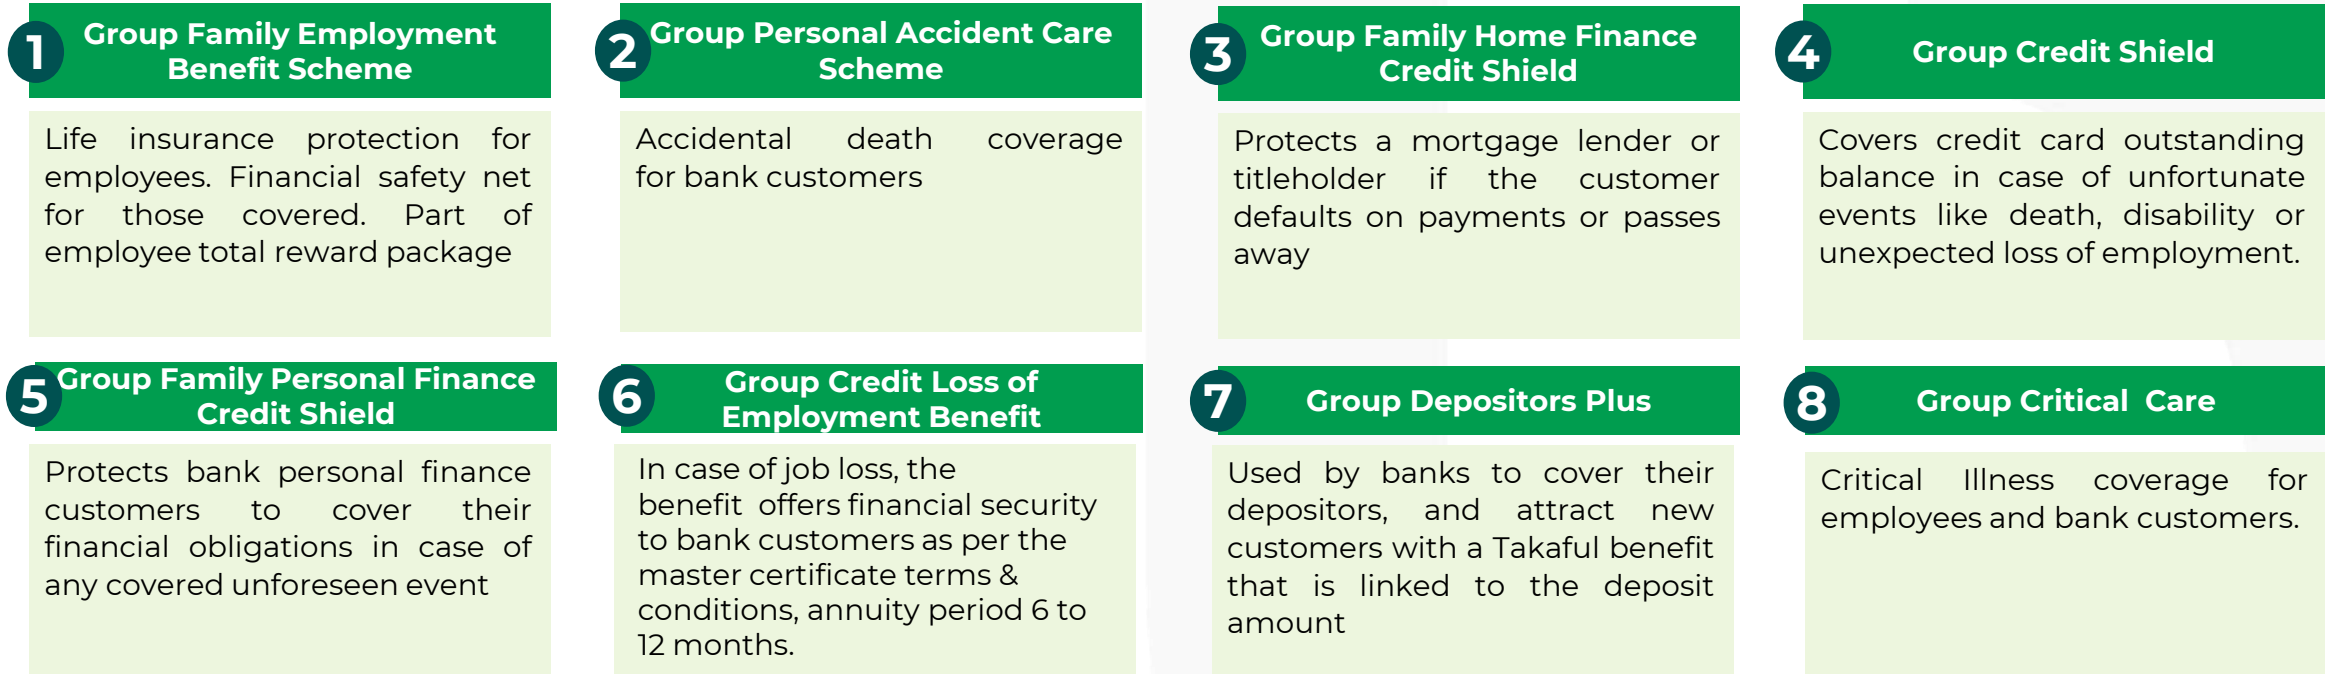 1
Group Family Employment
Benefit Scheme
Life insurance protection for
employees. Financial safety net
for those covered. Part of
employee total reward package
2
Group Personal Accident Care
Scheme
Accidental death coverage
for bank customers
3
Group Family Home Finance
Credit Shield
Protects a mortgage lender or
titleholder if the customer
defaults on payments or passes
away
4
Group Credit Shield
Covers credit card outstanding
balance in case of unfortunate
events like death, disability or
unexpected loss of employment.
5
Group Family Personal Finance
Credit Shield
Protects bank personal finance
customers to cover their
financial obligations in case of
any covered unforeseen event
6
Group Credit Loss of
Employment Benefit
In case of job loss, the
benefit offers financial security
to bank customers as per the
master certificate terms &
conditions, annuity period 6 to
12 months.
7
Group Depositors Plus
Used by banks to cover their
depositors, and attract new
customers with a Takaful benefit
that is linked to the deposit
amount
8
Group Critical Care
Critical Illness coverage for
employees and bank customers.